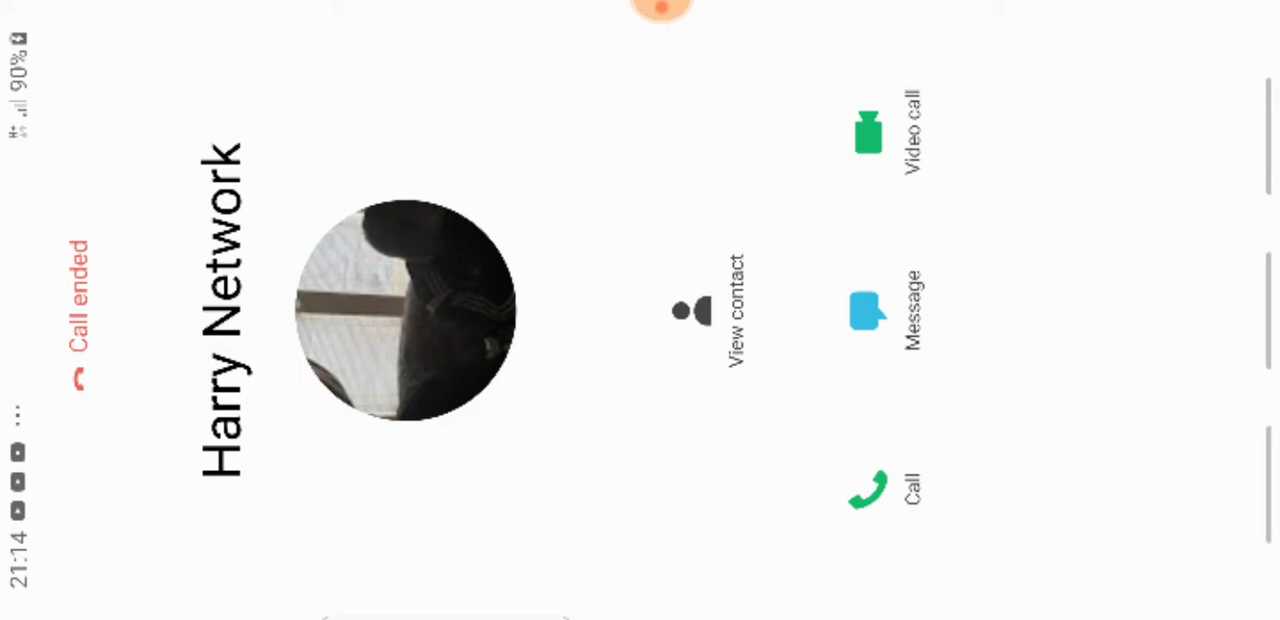 21:14 ... H+ 90%
Call ended
Harry Network
View contact
Call Message Video call